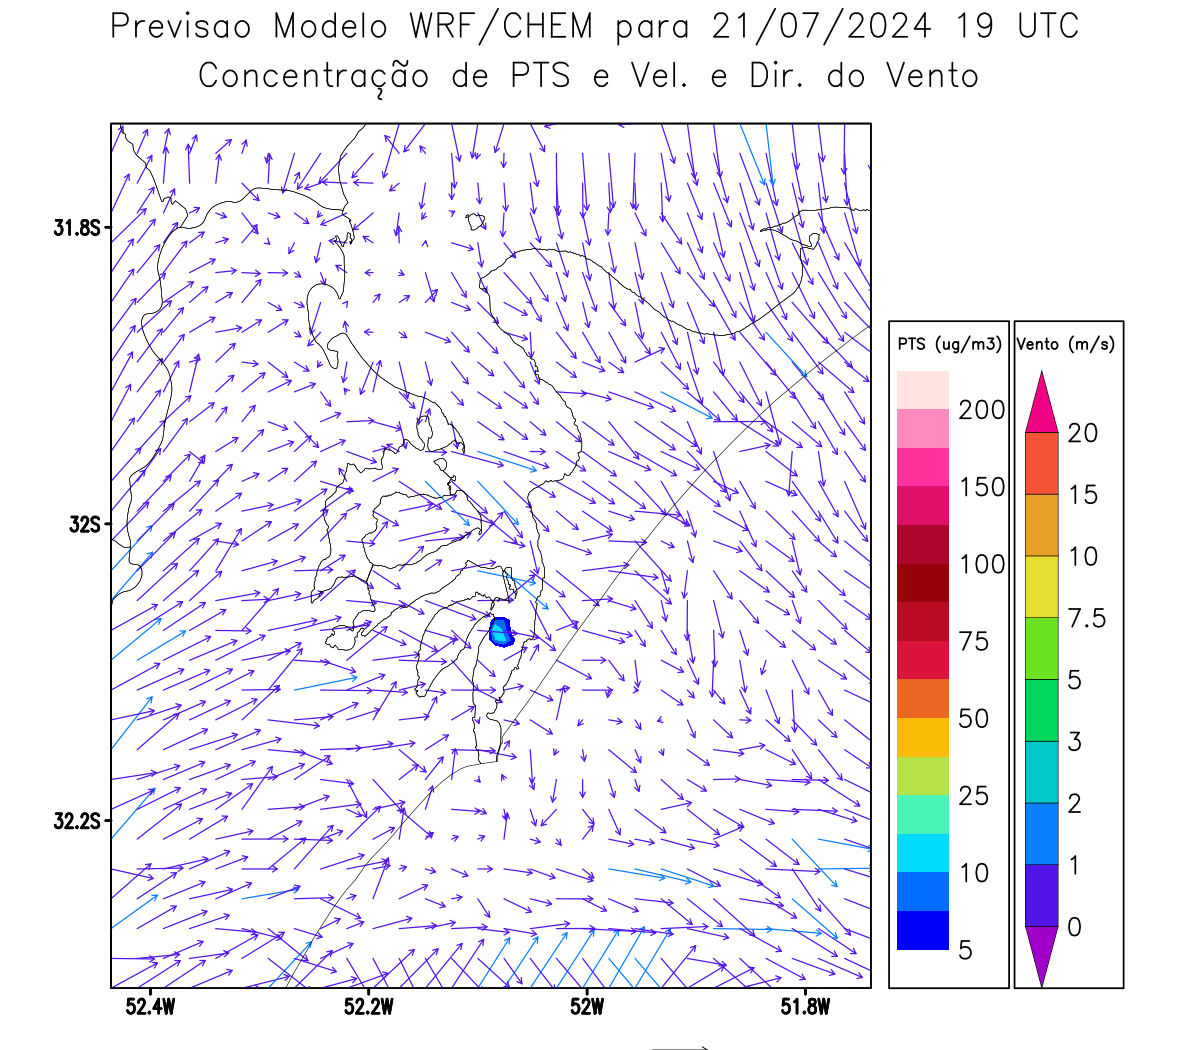 Previsao Modelo WRF/CHEM para 21/07/2024 19 UTC
Concentração de PTS e Vel. e Dir. do Vento
31.8S
32S
32.2S
52.4W 52.2W 52W 51.8W
PTS (ug/m3)
200
150
100
75
50
25
10
5
Vento (m/s)
20
15
10
7.5
5
3
2
1
0